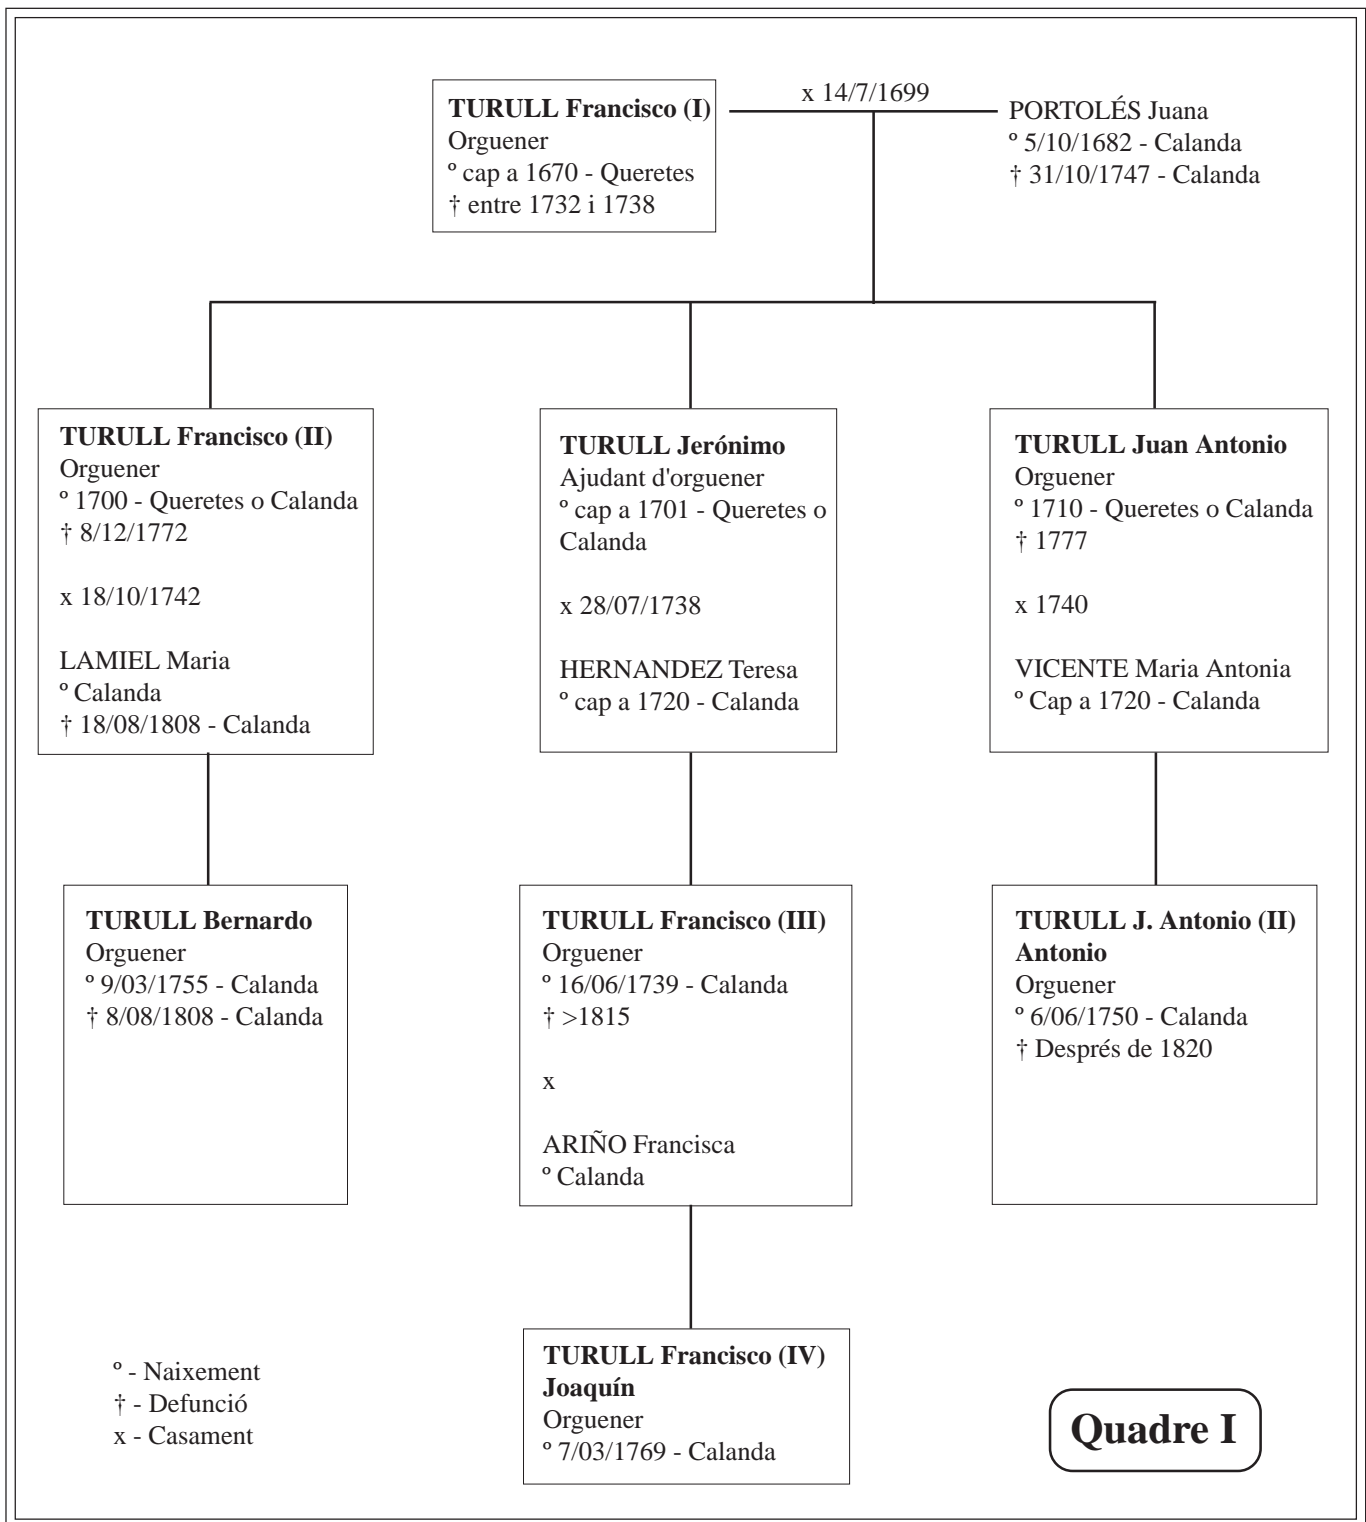 TURULL Francisco (I)
Orguener
º cap a 1670 - Queretes
† entre 1732 i 1738
x 14/7/1699
PORTOLÉS Juana
º 5/10/1682 - Calanda
† 31/10/1747 - Calanda
TURULL Francisco (II)
Orguener
º 1700 - Queretes o Calanda
† 8/12/1772
x 18/10/1742
LAMIEL Maria
º Calanda
† 18/08/1808 - Calanda
TURULL Jerónimo
Ajudant d'orguener
º cap a 1701 - Queretes o
Calanda
x 28/07/1738
HERNANDEZ Teresa
º cap a 1720 - Calanda
TURULL Juan Antonio
Orguener
º 1710 - Queretes o Calanda
† 1777
x 1740
VICENTE Maria Antonia
º Cap a 1720 - Calanda
TURULL Bernardo
Orguener
º 9/03/1755 - Calanda
† 8/08/1808 - Calanda
TURULL Francisco (III)
Orguener
º 16/06/1739 - Calanda
† >1815
x
ARIÑO Francisca
º Calanda
TURULL J. Antonio (II)
Antonio
Orguener
º 6/06/1750 - Calanda
† Després de 1820
TURULL Francisco (IV)
Joaquín
Orguener
º 7/03/1769 - Calanda
º - Naixement
† - Defunció
x - Casament
Quadre I